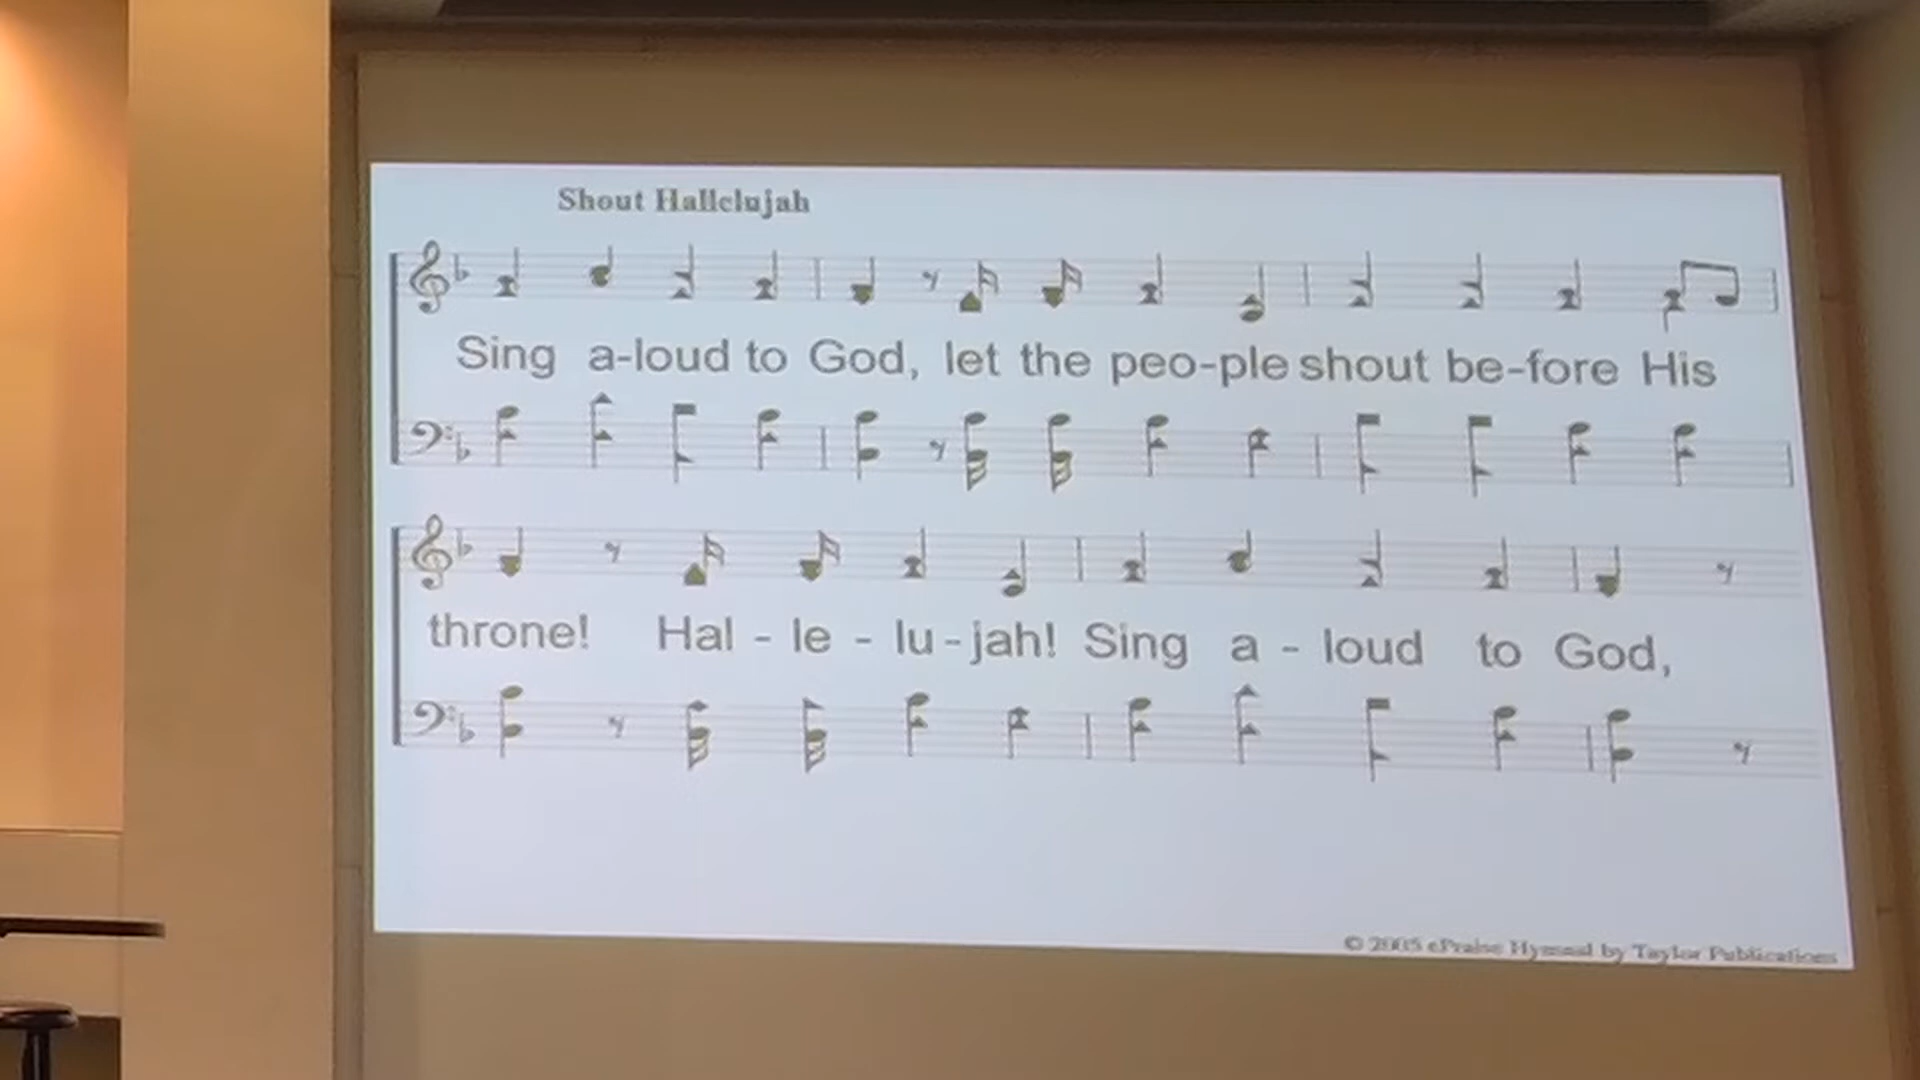 Shout Hallelujah
Sing a-loud to God, let the peo-ple shout be-fore His
throne! Hal - le - lu - jah! Sing a - loud to God,
© 2005 ePraise Hymnal by Taylor Publications